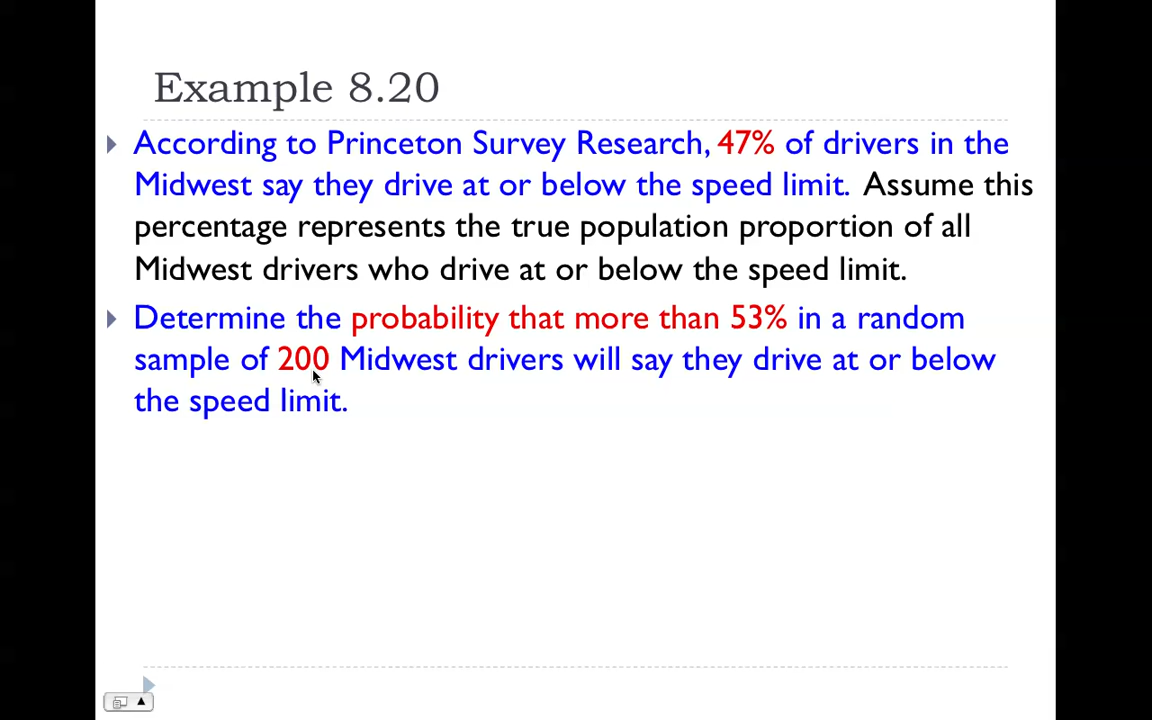 Example 8.20
According to Princeton Survey Research, 47% of drivers in the
Midwest say they drive at or below the speed limit. Assume this
percentage represents the true population proportion of all
Midwest drivers who drive at or below the speed limit.
Determine the probability that more than 53% in a random
sample of 200 Midwest drivers will say they drive at or below
the speed limit.